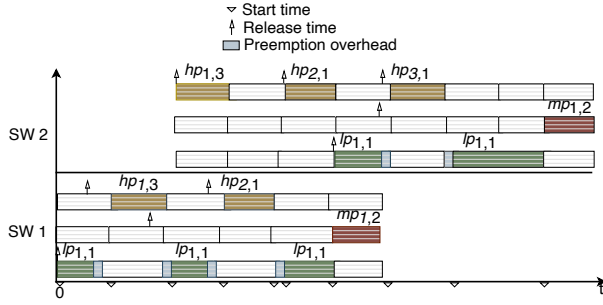 Start time
Release time
Preemption overhead
hp1,3 hp2,1 hp3,1
mp1,2
SW 2
lp1,1 lp1,1
hp1,3 hp2,1
SW 1
mp1,2
lp1,1 lp1,1 lp1,1
0 t